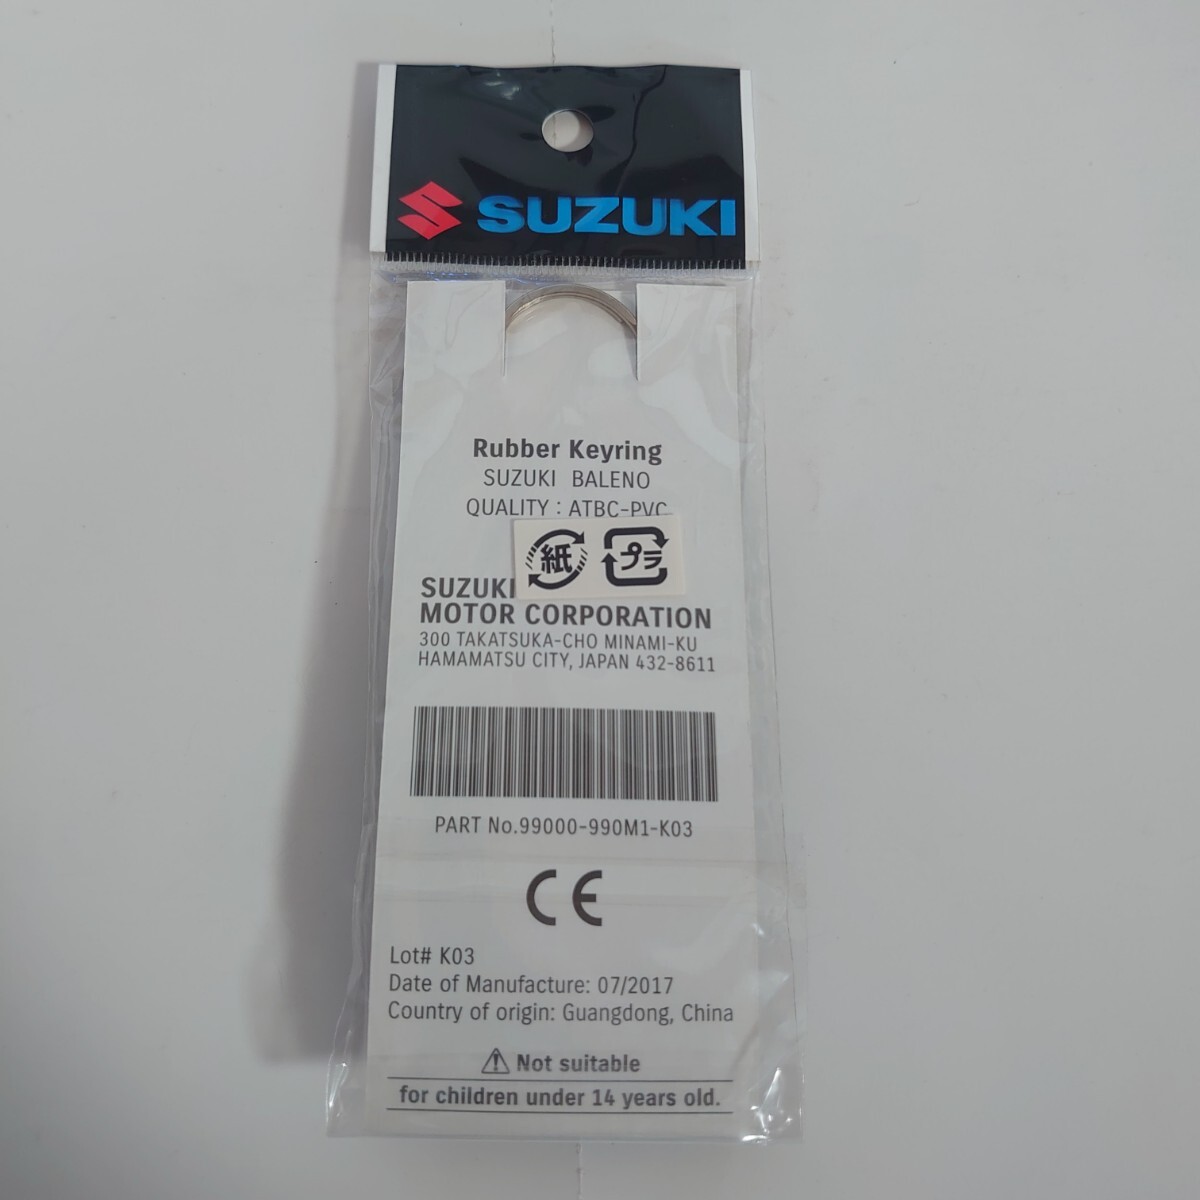 SUZUKI
Rubber Keyring
SUZUKI BALENO
QUALITY : ATBC-PVC
紙 プラ
SUZUKI
MOTOR CORPORATION
300 TAKATSUKA-CHO MINAMI-KU
HAMAMATSU CITY, JAPAN 432-8611
PART No.99000-990M1-K03
CE
Lot# K03
Date of Manufacture: 07/2017
Country of origin: Guangdong, China
Not suitable
for children under 14 years old.